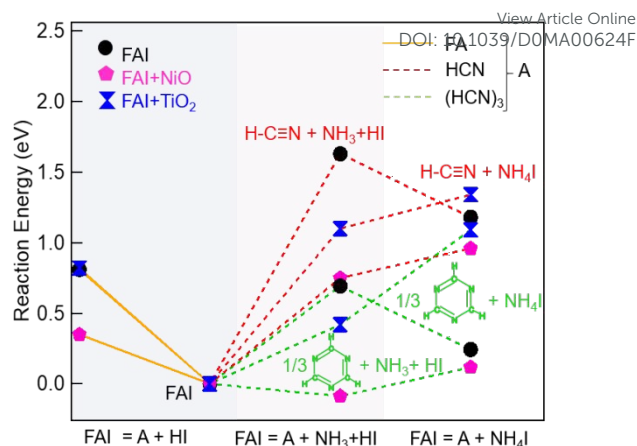 View Article Online
DOI: 10.1039/D0MA00624F
Reaction Energy (eV)
2.5
2.0
1.5
1.0
0.5
0.0
FAI
FAI+NiO
FAI+TiO₂
FA
HCN
(HCN)₃
A
H-C≡N + NH₃+HI
H-C≡N + NH₄I
1/3 + NH₄I
H
H
H
1/3 + NH₃+ HI
H
H
H
FAI
FAI = A + HI
FAI = A + NH₃+HI
FAI = A + NH₄I